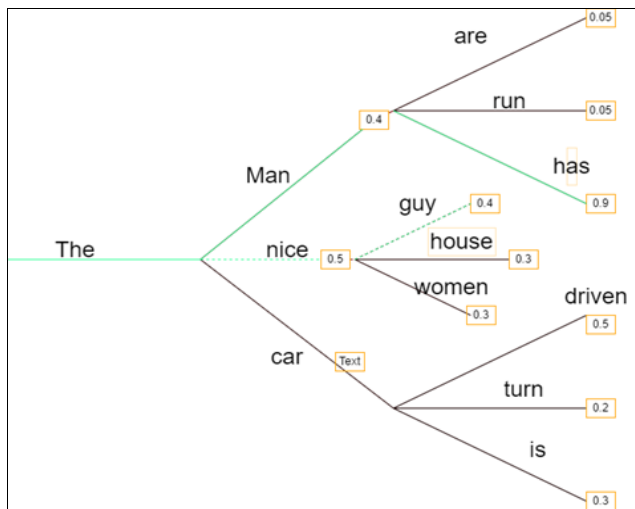 0.05
are
run
0.05
0.4
Man
has
0.9
guy
0.4
The
nice
0.5
house
0.3
women
0.3
driven
0.5
car
Text
turn
0.2
is
0.3